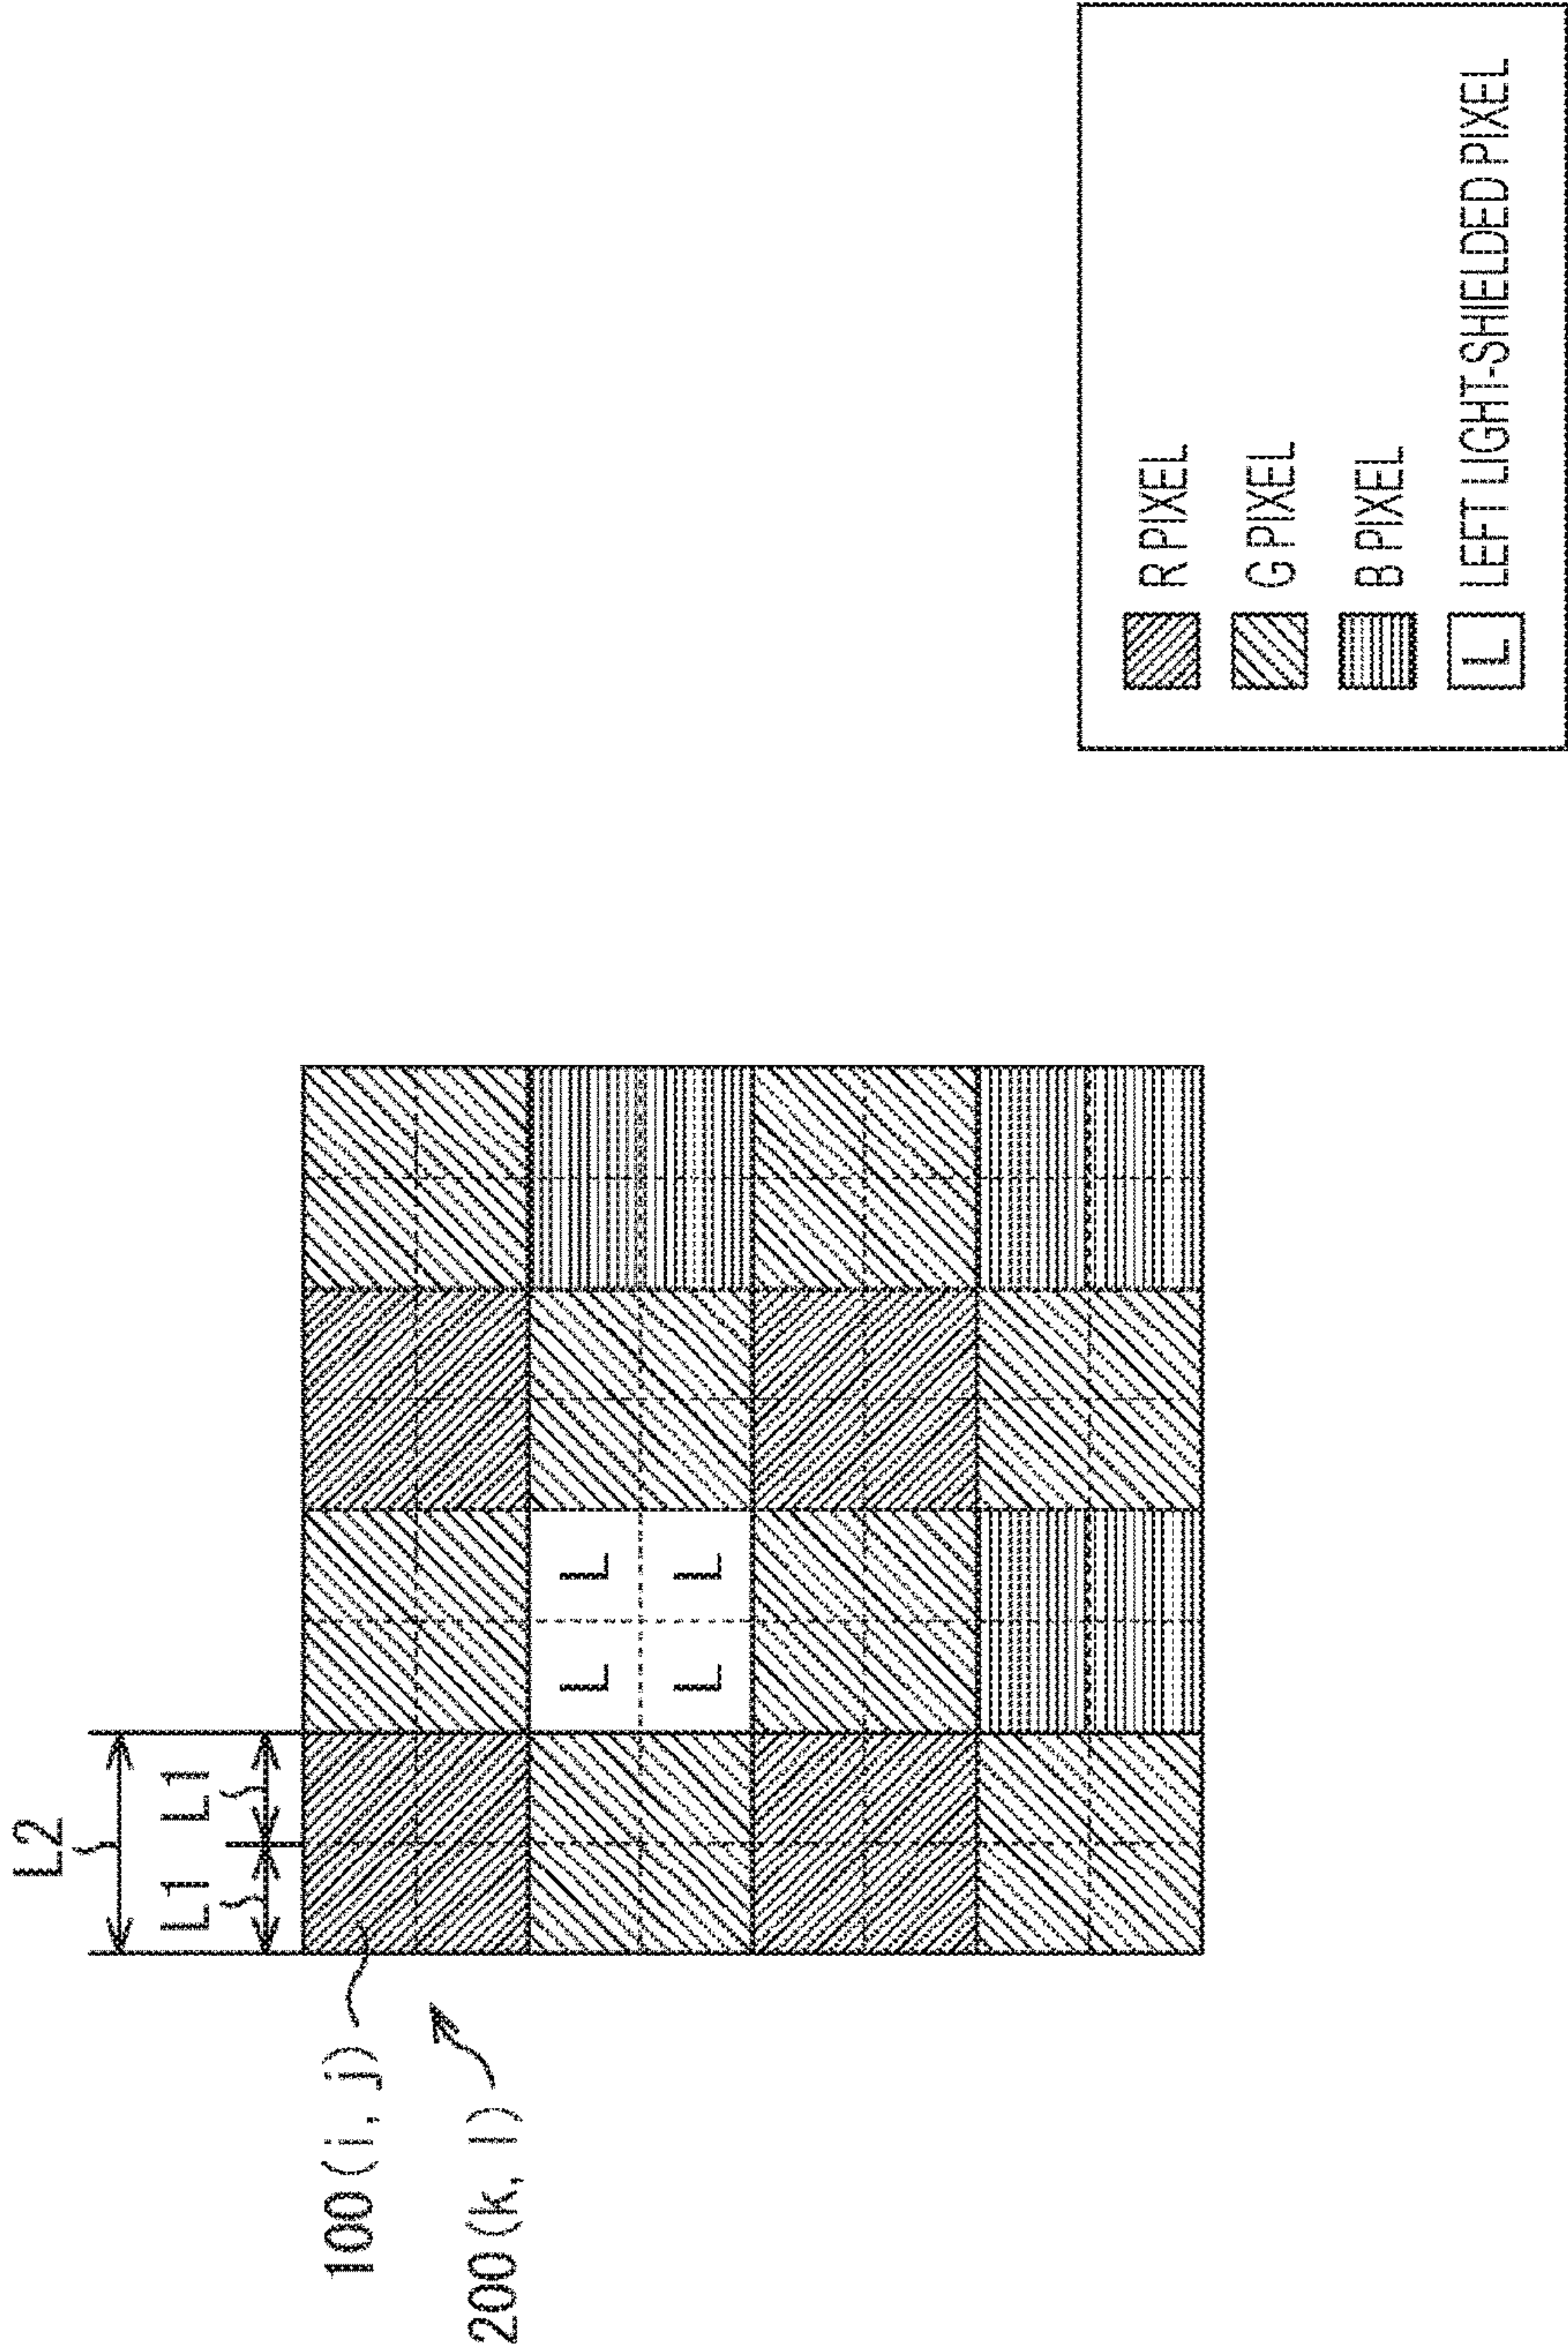 L2
L1 L1
100(i, j)
200(k, l)
L L
L L
R PIXEL
G PIXEL
B PIXEL
L LEFT LIGHT-SHIELDED PIXEL